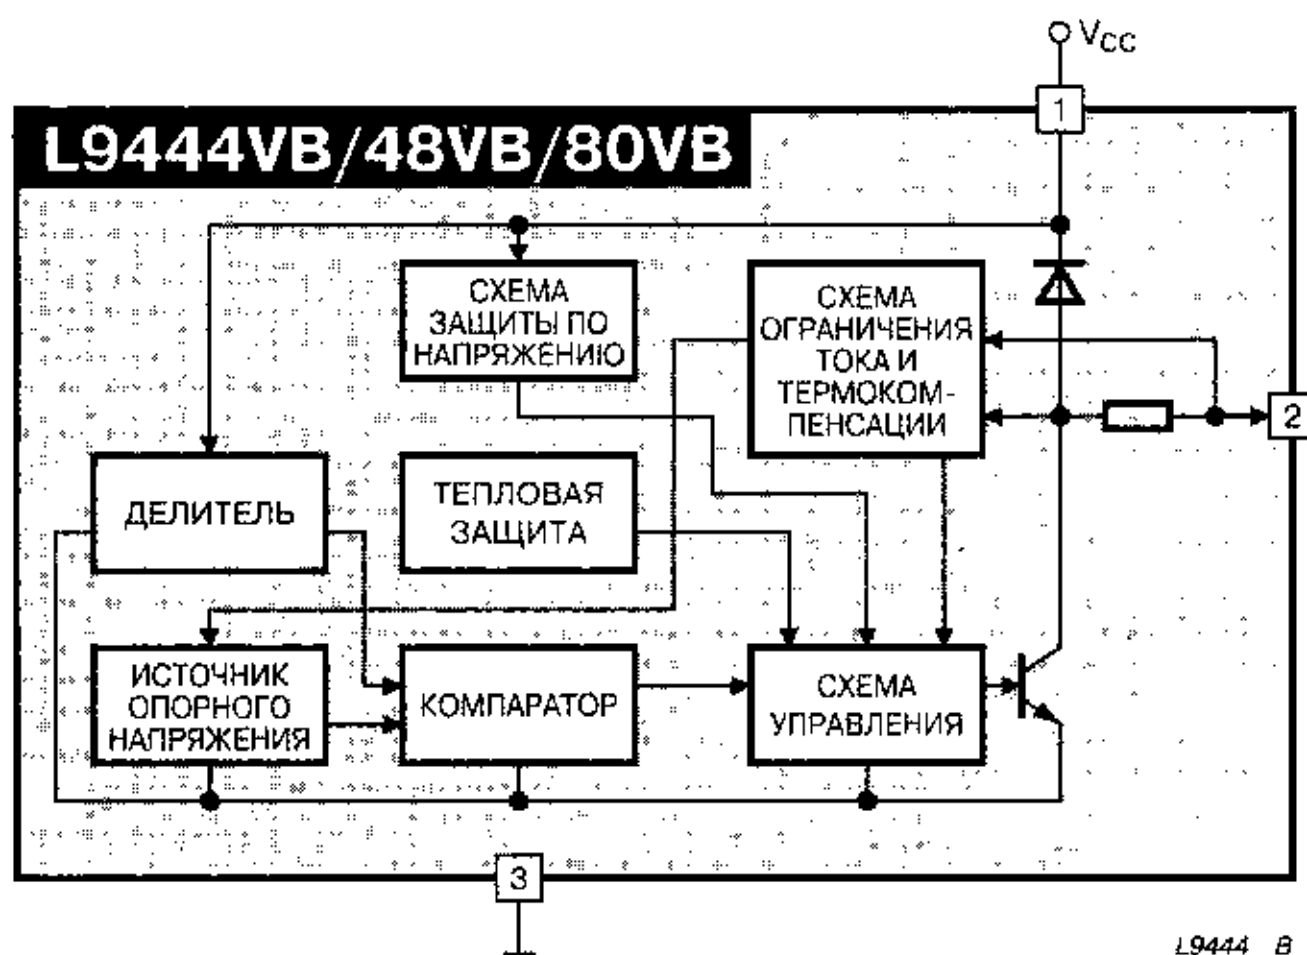 V_CC
1
L9444VB/48VB/80VB
СХЕМА
ЗАЩИТЫ ПО
НАПРЯЖЕНИЮ
СХЕМА
ОГРАНИЧЕНИЯ
ТОКА И
ТЕРМОКОМ-
ПЕНСАЦИИ
2
ДЕЛИТЕЛЬ
ТЕПЛОВАЯ
ЗАЩИТА
ИСТОЧНИК
ОПОРНОГО
НАПРЯЖЕНИЯ
КОМПАРАТОР
СХЕМА
УПРАВЛЕНИЯ
3
L9444 B